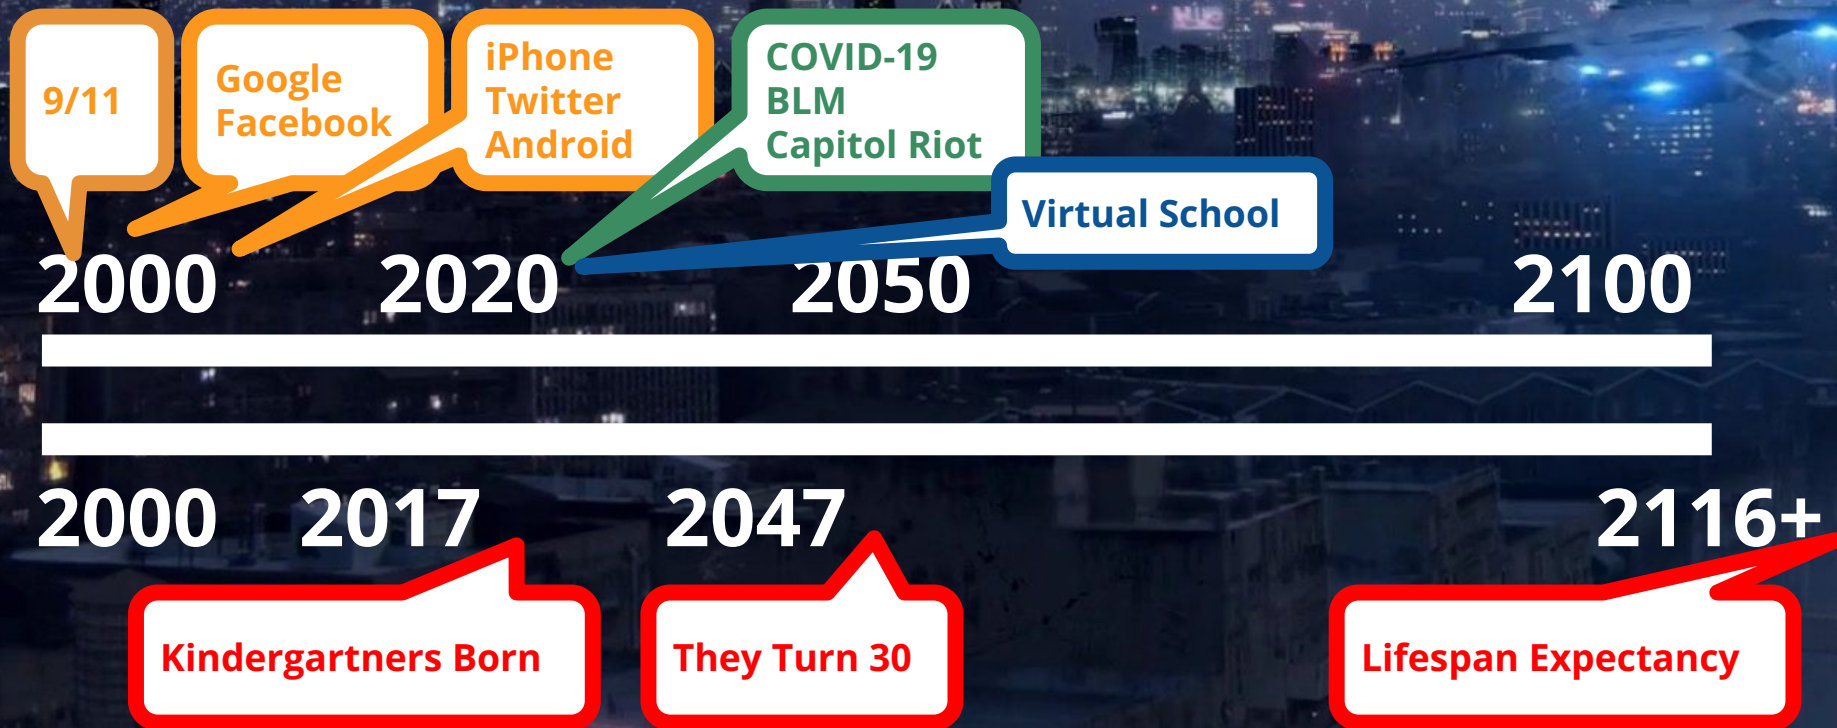 9/11
Google
Facebook
iPhone
Twitter
Android
COVID-19
BLM
Capitol Riot
Virtual School
2000
2020
2050
2100
2000
2017
2047
2116+
Kindergartners Born
They Turn 30
Lifespan Expectancy